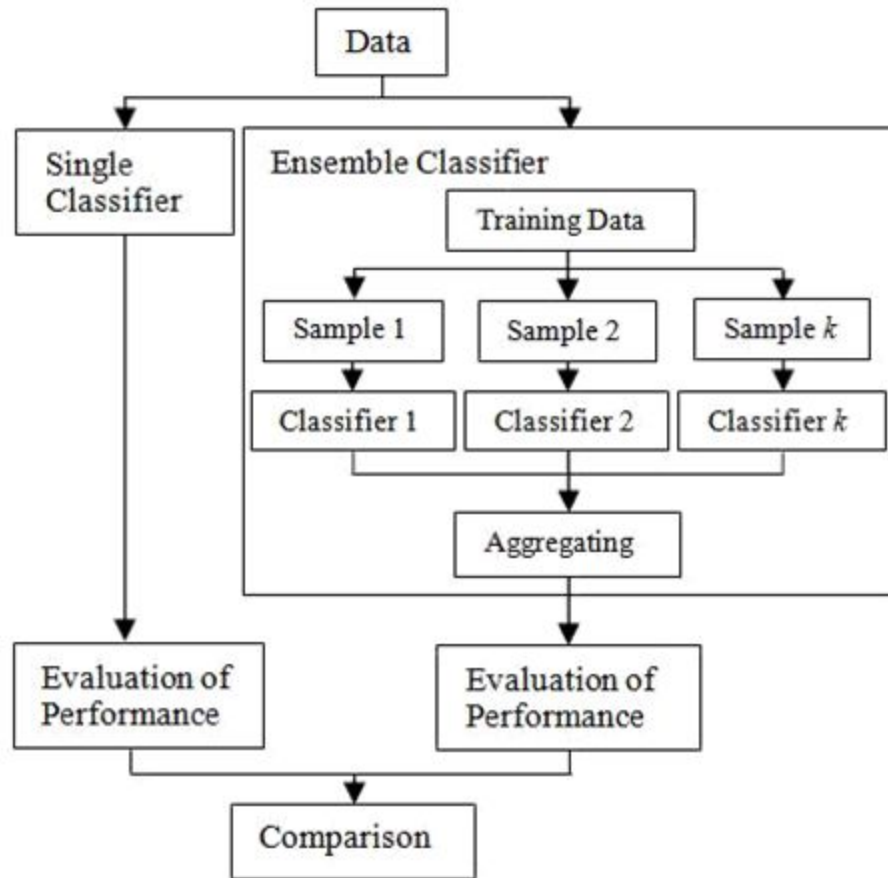 Data
Single
Classifier
Ensemble Classifier
Training Data
Sample 1
Sample 2
Sample k
Classifier 1
Classifier 2
Classifier k
Aggregating
Evaluation of
Performance
Evaluation of
Performance
Comparison